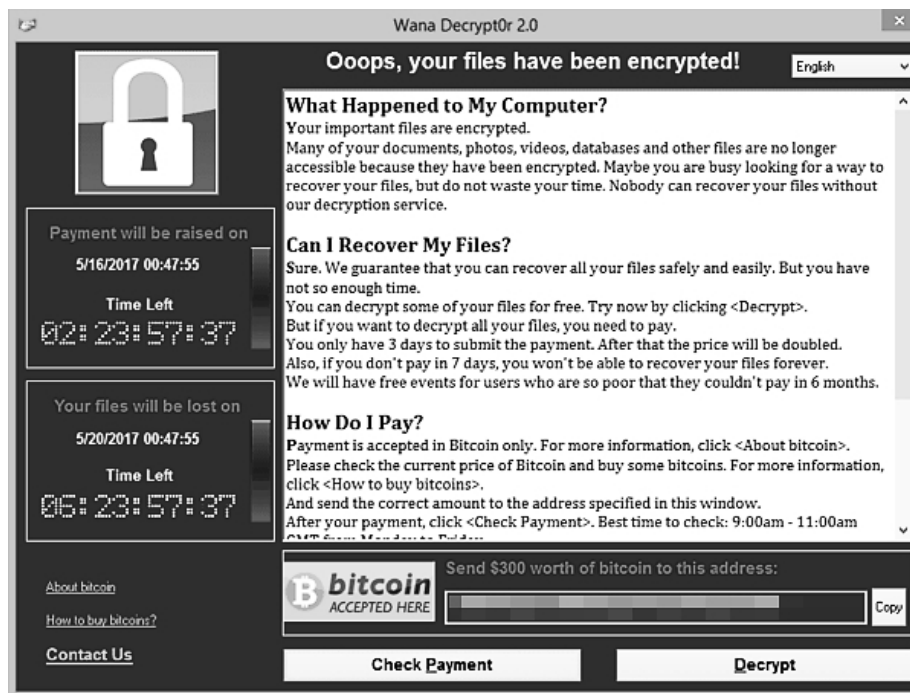 Wana Decrypt0r 2.0
Ooops, your files have been encrypted!
English
What Happened to My Computer?
Your important files are encrypted.
Many of your documents, photos, videos, databases and other files are no longer
accessible because they have been encrypted. Maybe you are busy looking for a way to
recover your files, but do not waste your time. Nobody can recover your files without
our decryption service.
Can I Recover My Files?
Sure. We guarantee that you can recover all your files safely and easily. But you have
not so enough time.
You can decrypt some of your files for free. Try now by clicking <Decrypt>.
But if you want to decrypt all your files, you need to pay.
You only have 3 days to submit the payment. After that the price will be doubled.
Also, if you don't pay in 7 days, you won't be able to recover your files forever.
We will have free events for users who are so poor that they couldn't pay in 6 months.
How Do I Pay?
Payment is accepted in Bitcoin only. For more information, click <About bitcoin>.
Please check the current price of Bitcoin and buy some bitcoins. For more information,
click <How to buy bitcoins>.
And send the correct amount to the address specified in this window.
After your payment, click <Check Payment>. Best time to check: 9:00am - 11:00am
GMT from Monday to Friday
Payment will be raised on
5/16/2017 00:47:55
Time Left
02:23:57:37
Your files will be lost on
5/20/2017 00:47:55
Time Left
06:23:57:37
About bitcoin
How to buy bitcoins?
Contact Us
bitcoin
ACCEPTED HERE
Send $300 worth of bitcoin to this address:
Copy
Check Payment
Decrypt